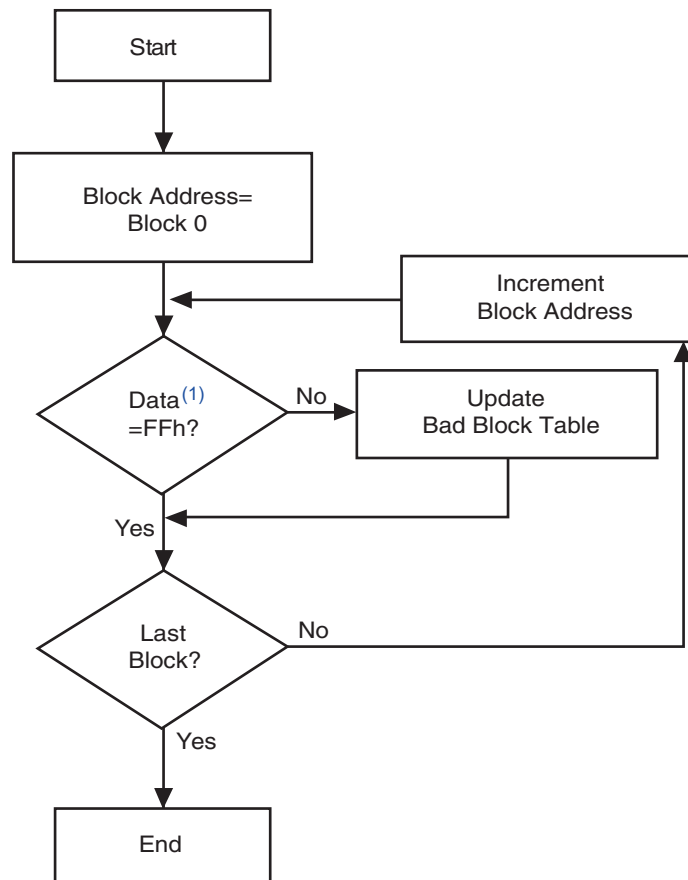 Start
Block Address=
Block 0
Increment
Block Address
Data(1)
=FFh?
No
Update
Bad Block Table
Yes
Last
Block?
No
Yes
End